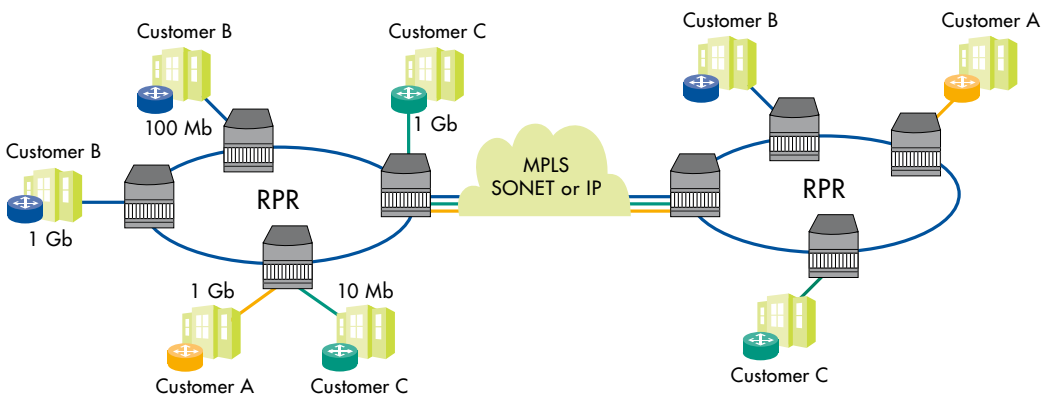 Customer B
100 Mb
Customer C
1 Gb
Customer B
1 Gb
RPR
1 Gb
Customer A
10 Mb
Customer C
MPLS
SONET or IP
Customer B
Customer A
RPR
Customer C